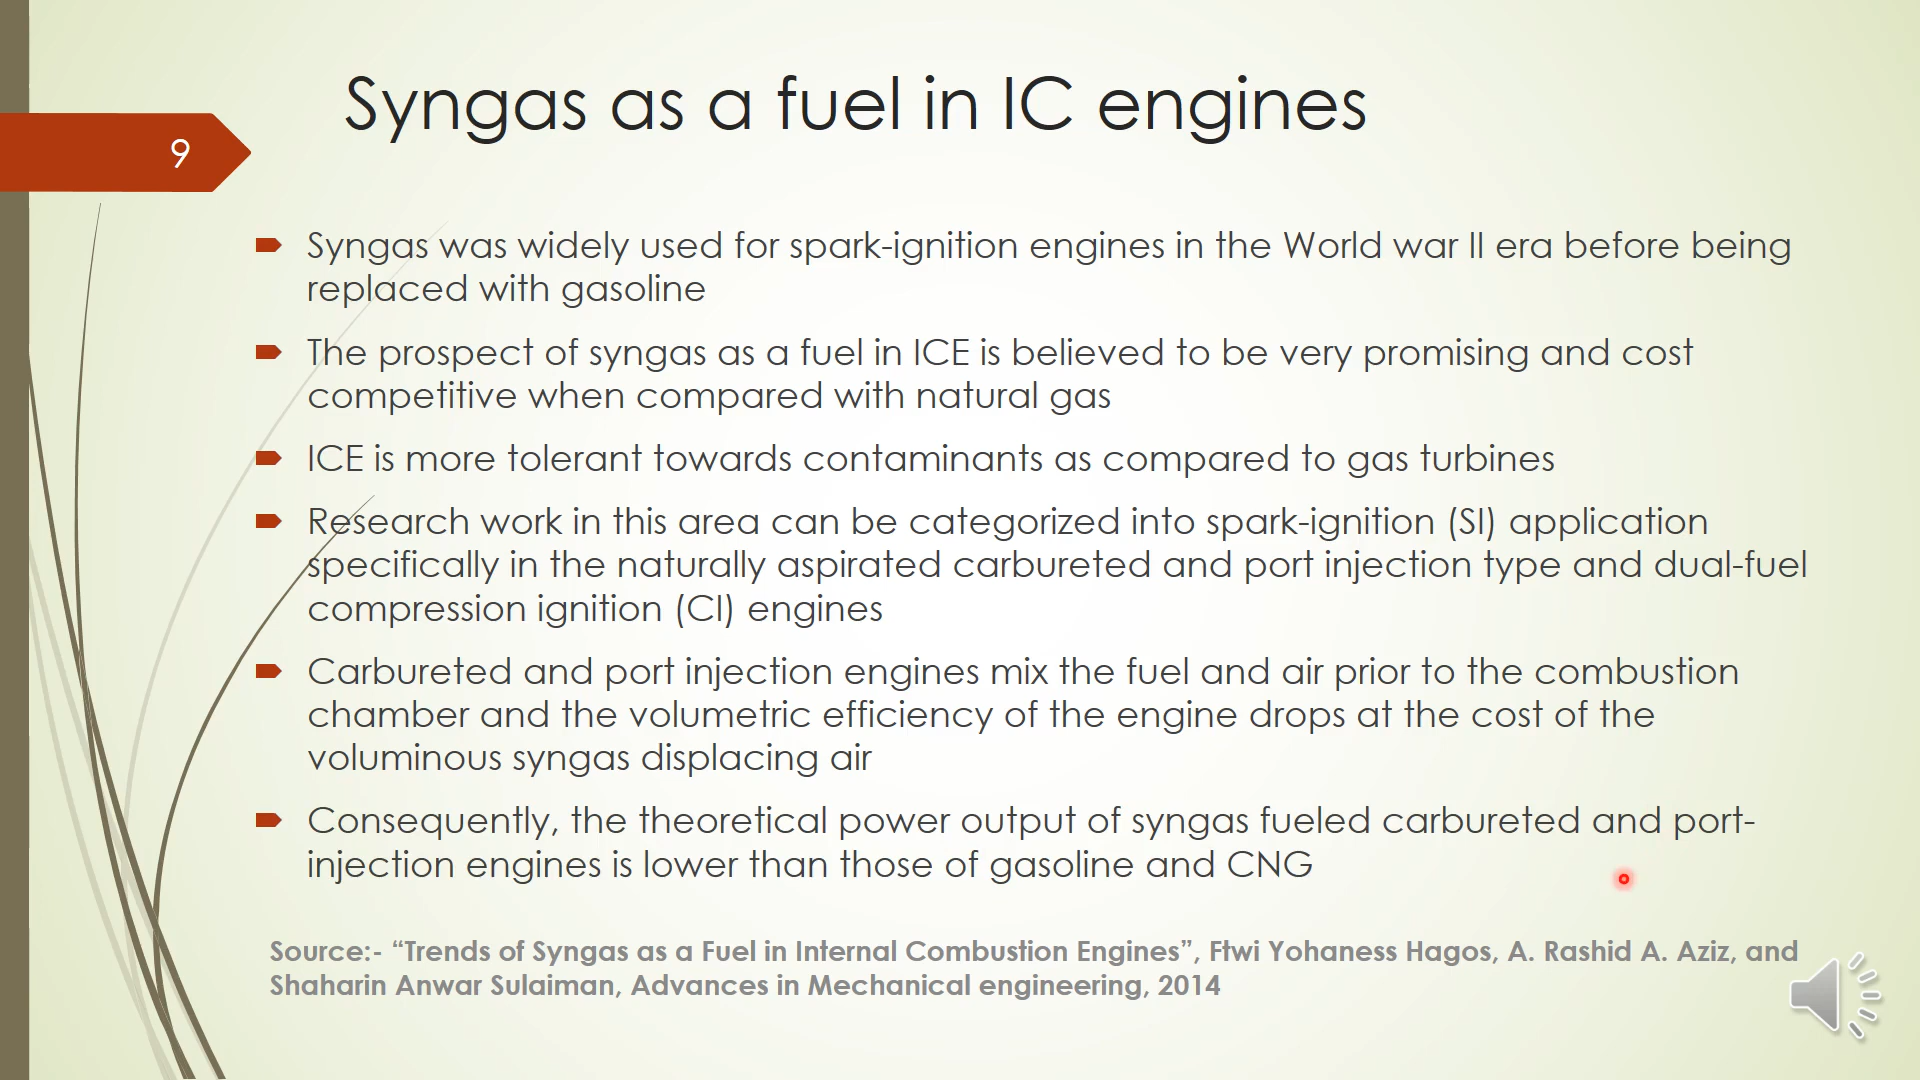 Syngas as a fuel in IC engines
9
Syngas was widely used for spark-ignition engines in the World war II era before being
replaced with gasoline
The prospect of syngas as a fuel in ICE is believed to be very promising and cost
competitive when compared with natural gas
ICE is more tolerant towards contaminants as compared to gas turbines
Research work in this area can be categorized into spark-ignition (SI) application
specifically in the naturally aspirated carbureted and port injection type and dual-fuel
compression ignition (CI) engines
Carbureted and port injection engines mix the fuel and air prior to the combustion
chamber and the volumetric efficiency of the engine drops at the cost of the
voluminous syngas displacing air
Consequently, the theoretical power output of syngas fueled carbureted and port-
injection engines is lower than those of gasoline and CNG
Source:- “Trends of Syngas as a Fuel in Internal Combustion Engines”, Ftwi Yohaness Hagos, A. Rashid A. Aziz, and
Shaharin Anwar Sulaiman, Advances in Mechanical engineering, 2014